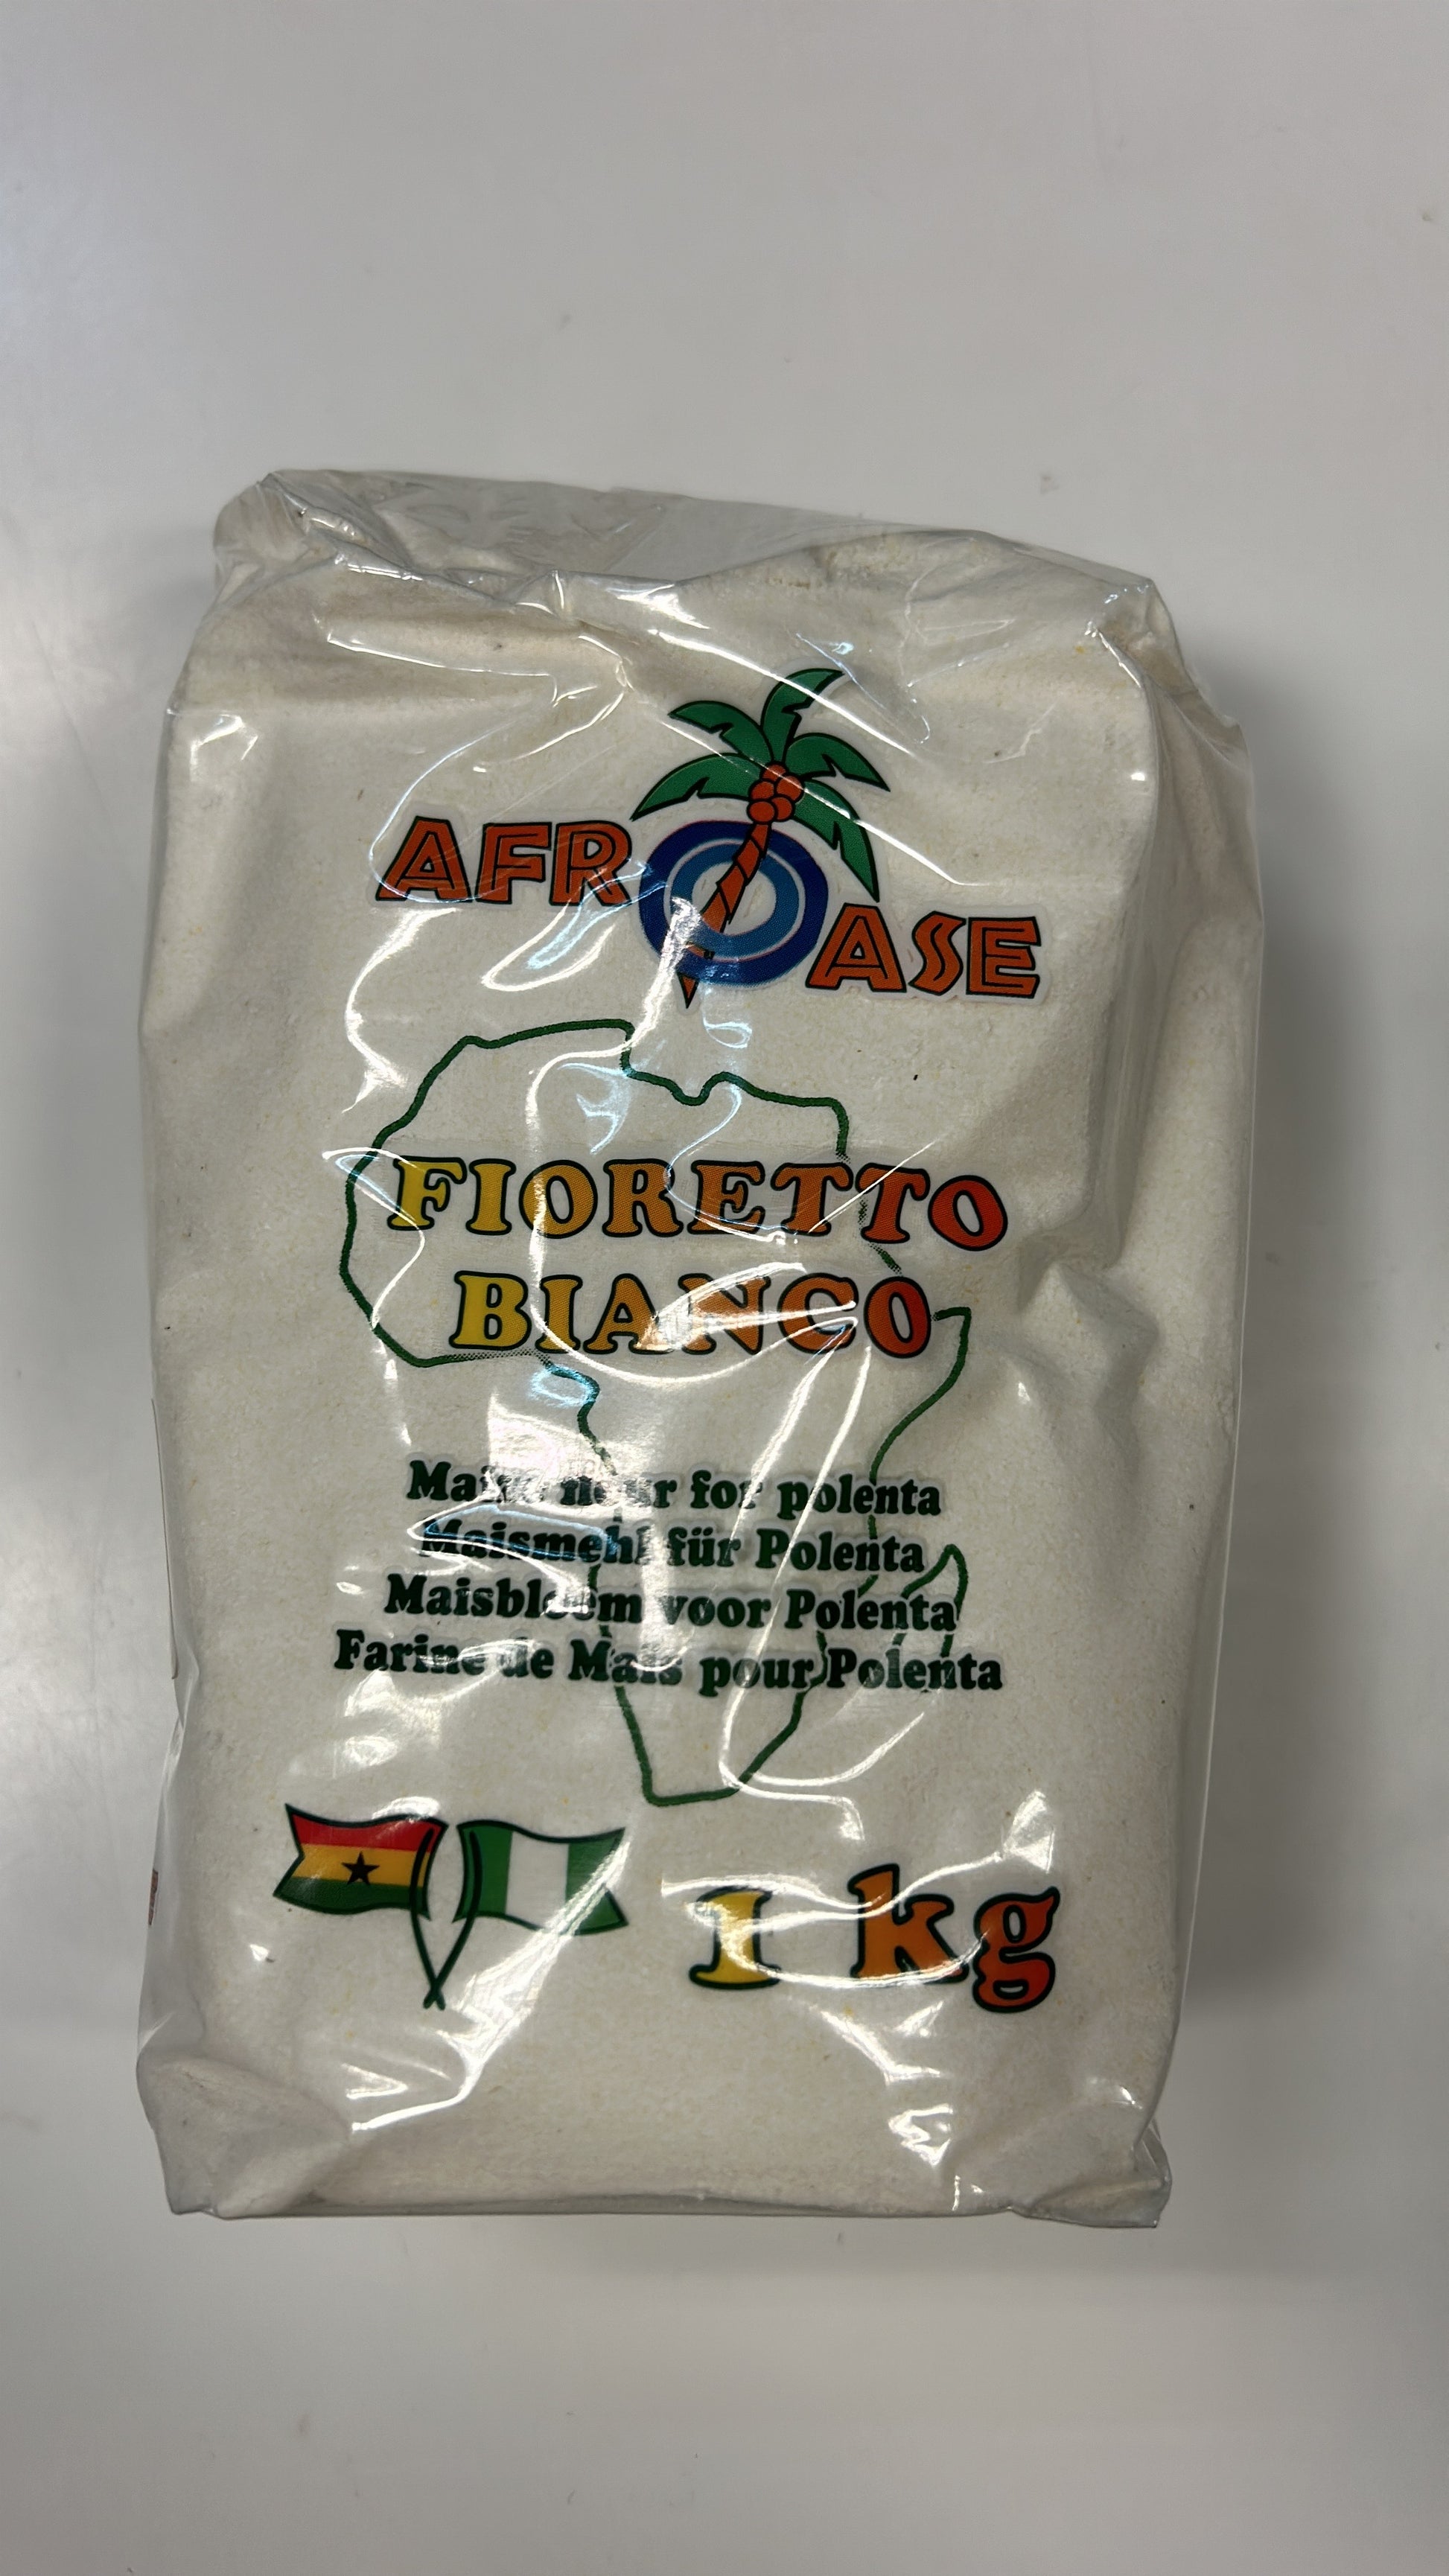 AFROASE
FIORETTO
BIANCO
Maize flour for polenta
Maismehl für Polenta
Maisbloem voor Polenta
Farine de Mais pour Polenta
1 kg